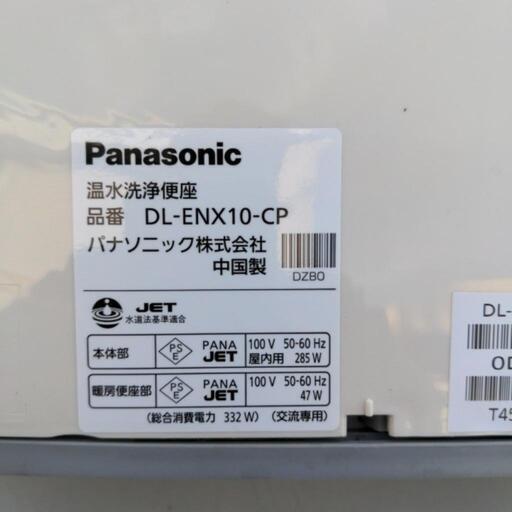 Panasonic
温水洗浄便座
品番 DL-ENX10-CP
パナソニック株式会社
中国製
DZBO
JET
水道法基準適合
本体部 PSE PANA JET 100 V 50-60 Hz 屋内用 285 W
暖房便座部 PSE PANA JET 100 V 50-60 Hz 47 W
(総合消費電力 332 W) (交流専用)
DL-
OD
T45